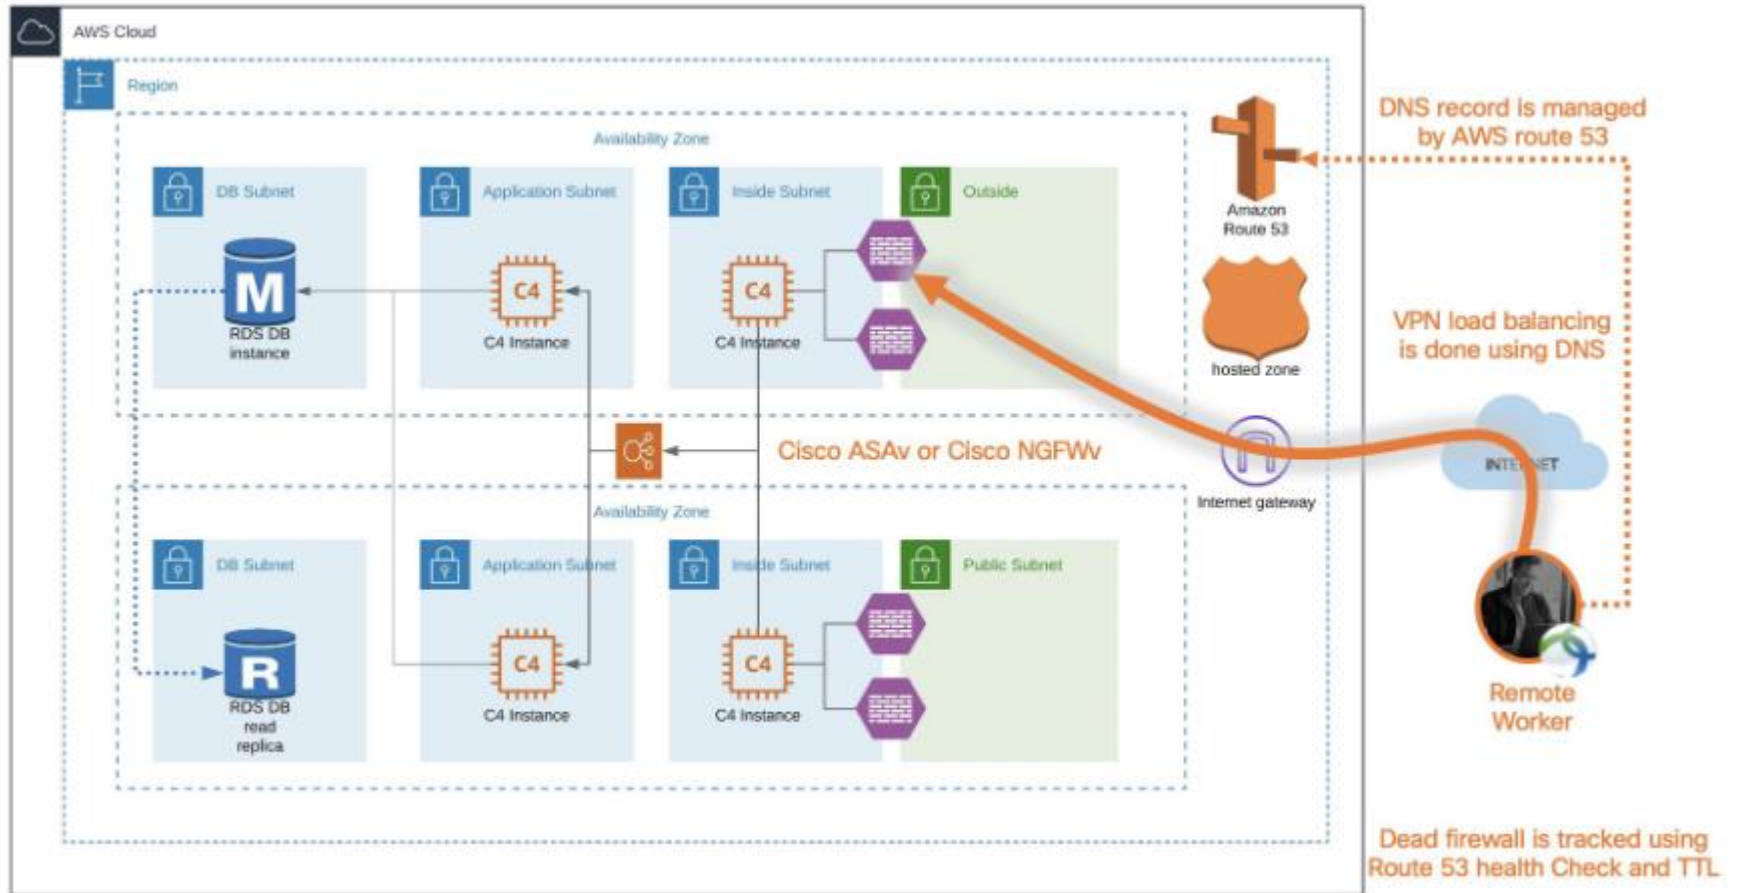 AWS Cloud
Region
Availability Zone
DB Subnet
Application Subnet
Inside Subnet
Outside
M
RDS DB
instance
C4
C4 Instance
C4
C4 Instance
Amazon
Route 53
hosted zone
DNS record is managed
by AWS route 53
VPN load balancing
is done using DNS
Cisco ASAv or Cisco NGFWv
Internet gateway
INTERNET
Availability Zone
DB Subnet
Application Subnet
Inside Subnet
Public Subnet
R
RDS DB
read
replica
C4
C4 Instance
C4
C4 Instance
Remote
Worker
Dead firewall is tracked using
Route 53 health Check and TTL